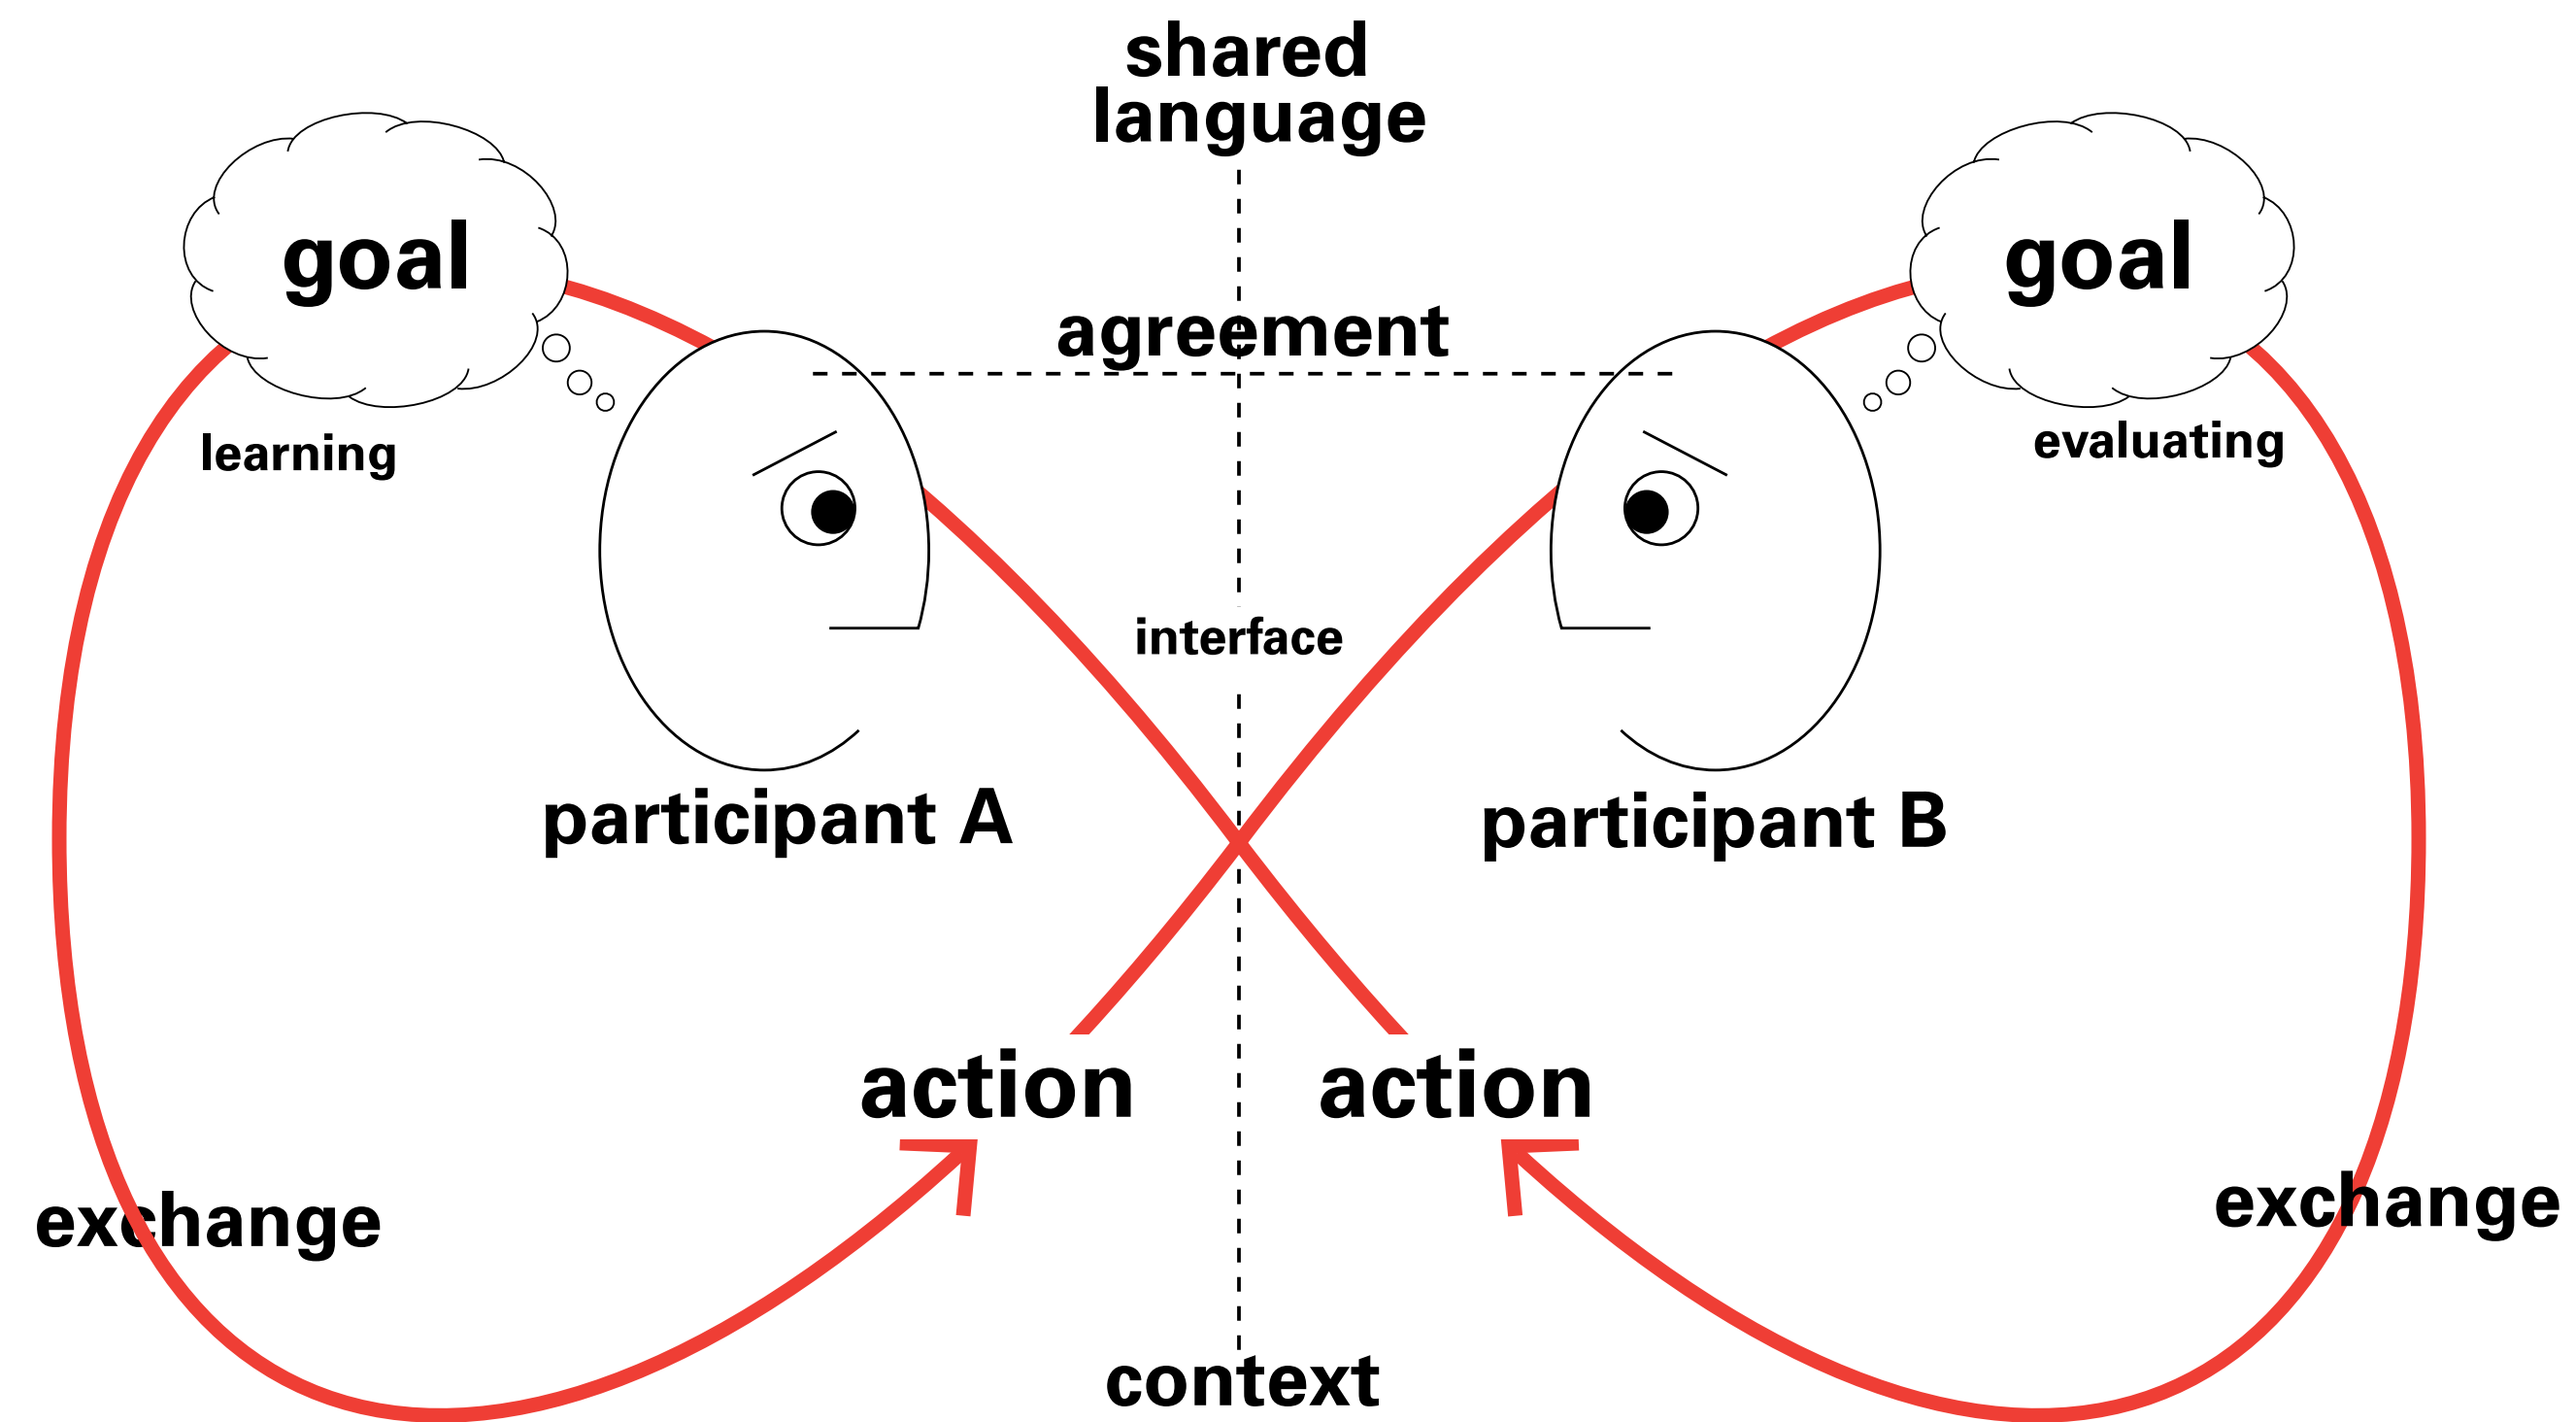 shared
language
goal
goal
agreement
learning
evaluating
interface
participant A
participant B
action
action
exchange
exchange
context